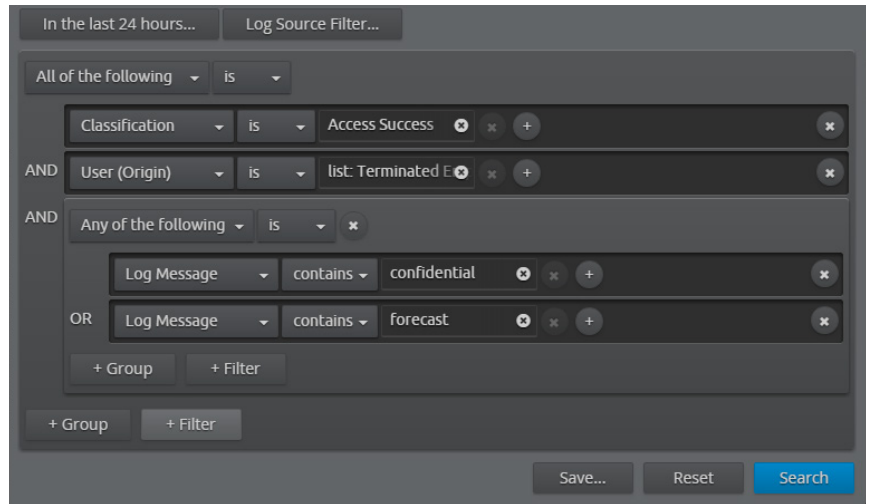 In the last 24 hours... Log Source Filter...
All of the following is
Classification is Access Success +
AND User (Origin) is list: Terminated E +
AND Any of the following is
Log Message contains confidential +
OR Log Message contains forecast +
+ Group + Filter
+ Group + Filter
Save... Reset Search